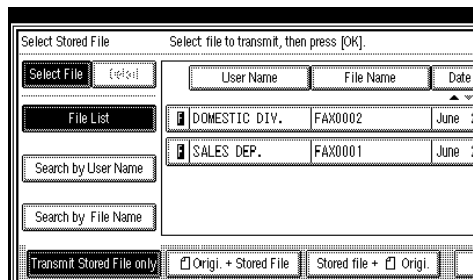 Select Stored File Select file to transmit, then press [OK].
Select File
User Name File Name Date
File List
F DOMESTIC DIV. FAX0002 June
F SALES DEP. FAX0001 June
Search by User Name
Search by File Name
Transmit Stored File only Origi. + Stored File Stored file + Origi.